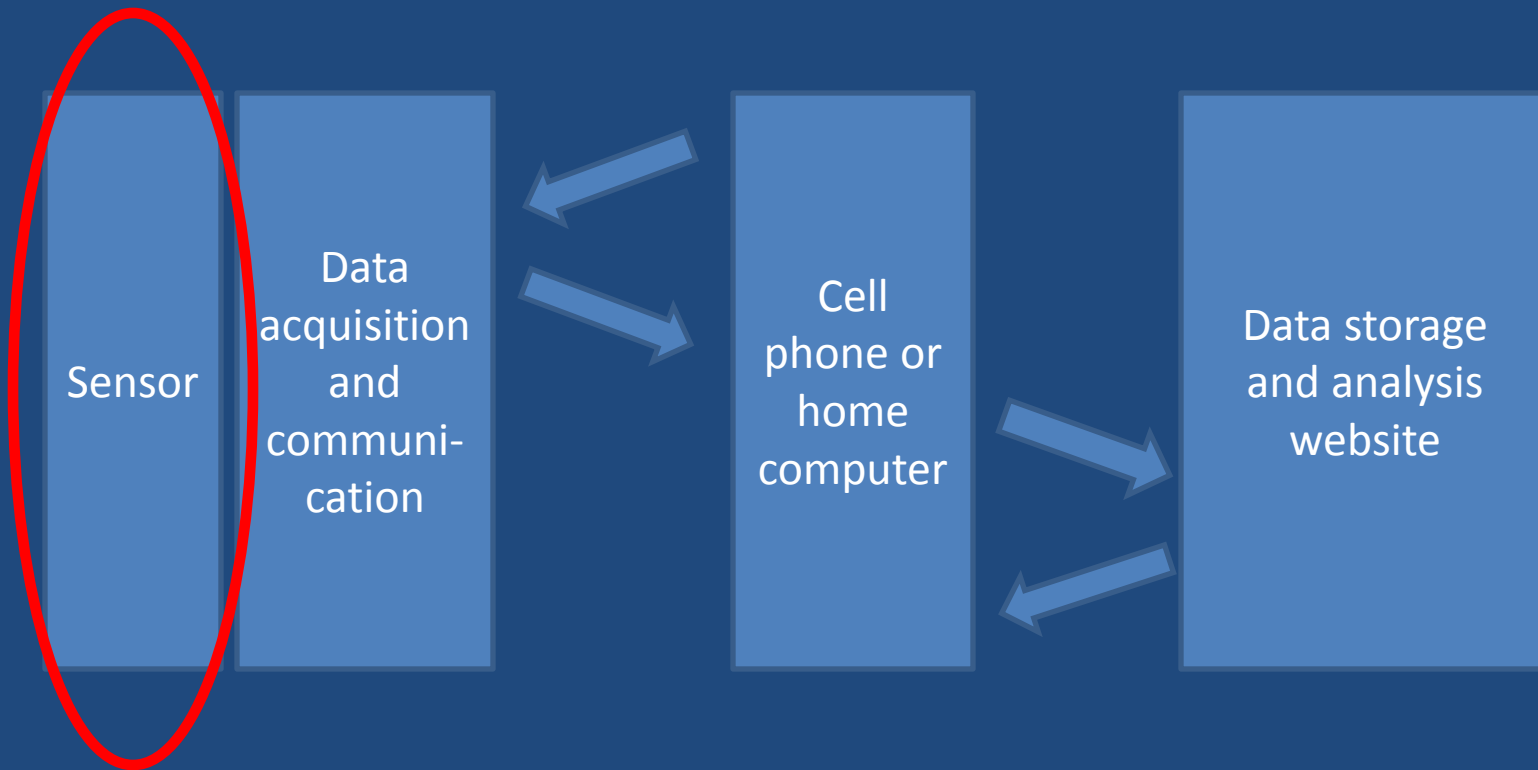 Sensor
Data
acquisition
and
communi-
cation
Cell
phone or
home
computer
Data storage
and analysis
website